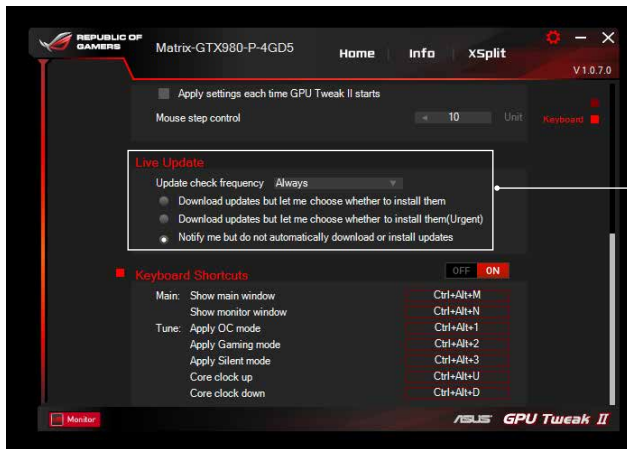 REPUBLIC OF
GAMERS
Matrix-GTX980-P-4GD5
Home
Info
XSplit
V1.0.7.0
Apply settings each time GPU Tweak II starts
Mouse step control 10 Unit
Keyboard
Live Update
Update check frequency Always
Download updates but let me choose whether to install them
Download updates but let me choose whether to install them(Urgent)
Notify me but do not automatically download or install updates
Keyboard Shortcuts OFF ON
Main: Show main window Ctrl+Alt+M
Show monitor window Ctrl+Alt+N
Tune: Apply OC mode Ctrl+Alt+1
Apply Gaming mode Ctrl+Alt+2
Apply Silent mode Ctrl+Alt+3
Core clock up Ctrl+Alt+U
Core clock down Ctrl+Alt+D
Monitor
ASUS GPU Tweak II